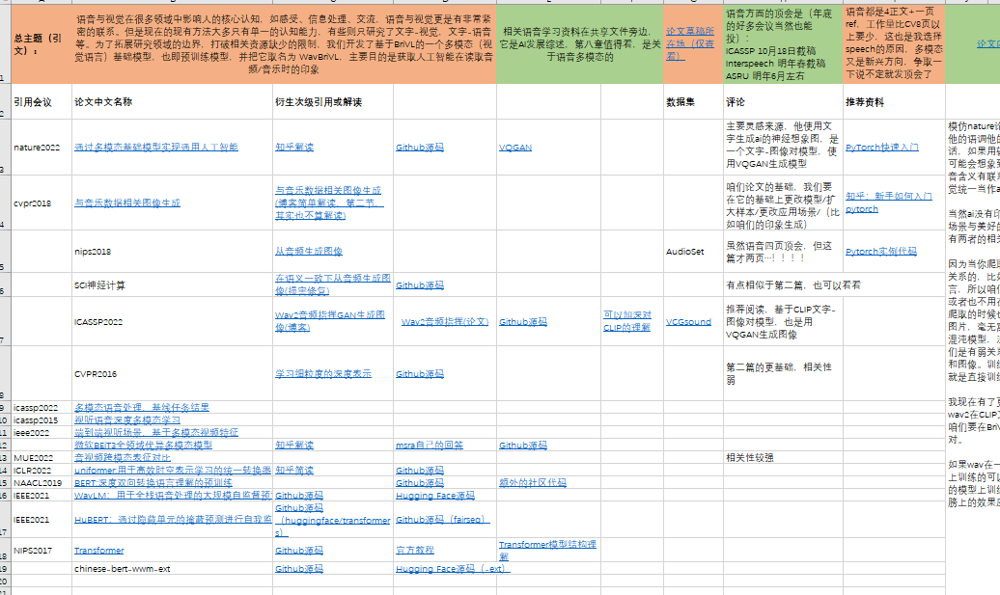 总主题（引文）：
语音与视觉在很多领域中影响人的核心认知，如感受、信息处理、交流，语音与视觉更是有非常紧密的联系。但是现在的现有方法大多只有单一的认知能力，有些则只研究了文字-视觉，文字-语音等。为了拓展研究领域的边界，打破相关资源缺少的限制，我们开发了基于BriVL的一个多模态（视觉语言）基础模型，也即预训练模型，并把它取名为 WavBriVL，主要目的是获取人工智能在读取音频/音乐时的印象
相关语音学习资料在共享文件旁边，它是AI发展综述，第八章值得看，是关于语音多模态的
论文草稿所在地（仅查看）
语音方面的顶会是（年底的好多会议当然也能投）：
ICASSP 10月18日截稿
Interspeech 明年春截稿
ASRU 明年6月左右
语音都是4正文+一页ref，工作量比CV8页以上要少，这也是我选择speech的原因，多模态又是新兴方向，争取一下说不定就发顶会了
论文
1
引用会议 论文中文名称 衍生次级引用或解读 数据集 评论 推荐资料
2
nature2022 通过多模态基础模型实现通用人工智能 知乎解读 Github源码 VQGAN 主要灵感来源，他使用文字生成ai的神经想象图，是一个文字-图像对模型，使用VQGAN生成模型 PyTorch快速入门
3
cvpr2018 与音乐数据相关图像生成 与音乐数据相关图像生成(博客简单解读，第二节，其实也不算解读) 咱们论文的基础，我们要在它的基础上更改模型/扩大样本/更改应用场景/（比如咱们的印象生成） 知乎：新手如何入门pytorch
4
nips2018 从音频生成图像 AudioSet 虽然语音四页顶会，但这篇才两页…！！！！ Pytorch实例代码
5
SCI神经计算 在语义一致下从音频生成图像(损害修复) Github源码 有点相似于第二篇，也可以看看
6
ICASSP2022 Wav2音频指挥GAN生成图像(博客) Wav2音频指挥(论文) Github源码 可以加深对CLIP的理解 VGGsound 推荐阅读，基于CLIP文字-图像对模型，也是用VQGAN生成图像
7
CVPR2016 学习细粒度的深度表示 Github源码 第二篇的更基础，相关性弱
8
9 icassp2022 多模态语音处理，基线任务结果
10 icassp2015 视听语音深度多模态学习
11 ieee2022 端到端视听场景，基于多模态视频特征
12 微软BEiT3全领域优异多模态模型 知乎解读 msra自己的回答 Github源码
13 MUE2022 音视频跨模态表征对比 相关性较强
14 ICLP2022 uniformer:用于高效时空表示学习的统一转换器 知乎简读 Github源码
15 NAACL2019 BERT:深度双向转换语言理解的预训练 Github源码 额外的社区代码
16 IEEE2021 WavLM：用于全栈语音处理的大规模自监督预 Github源码 Hugging Face源码
17 IEEE2021 HuBERT：通过隐藏单元的掩蔽预测进行自我监 Github源码（huggingface/transformers） Github源码（fairseq）
18 NIPS2017 Transformer Github源码 官方教程 Transformer模型结构理解
19 chinese-bert-wwm-ext Github源码 Hugging Face源码（-ext）
20
模仿nature论
他的语调他的
话，如果用
可能会想象到
音含义有联系
觉统一当作a
当然ai没有印
场景与美好的
有两者的相关
因为当你爬
关系的，比如
言，所以咱们
或者也不用在
爬取的时候也
图片，毫无
混沌模型，
们是有弱关系
和图像。训练
就是直接训练
我现在有了
wav2在CLIP
咱们要在Bri
对。
如果wav在一
上训练的可以
的模型上训练
膀上的效果应